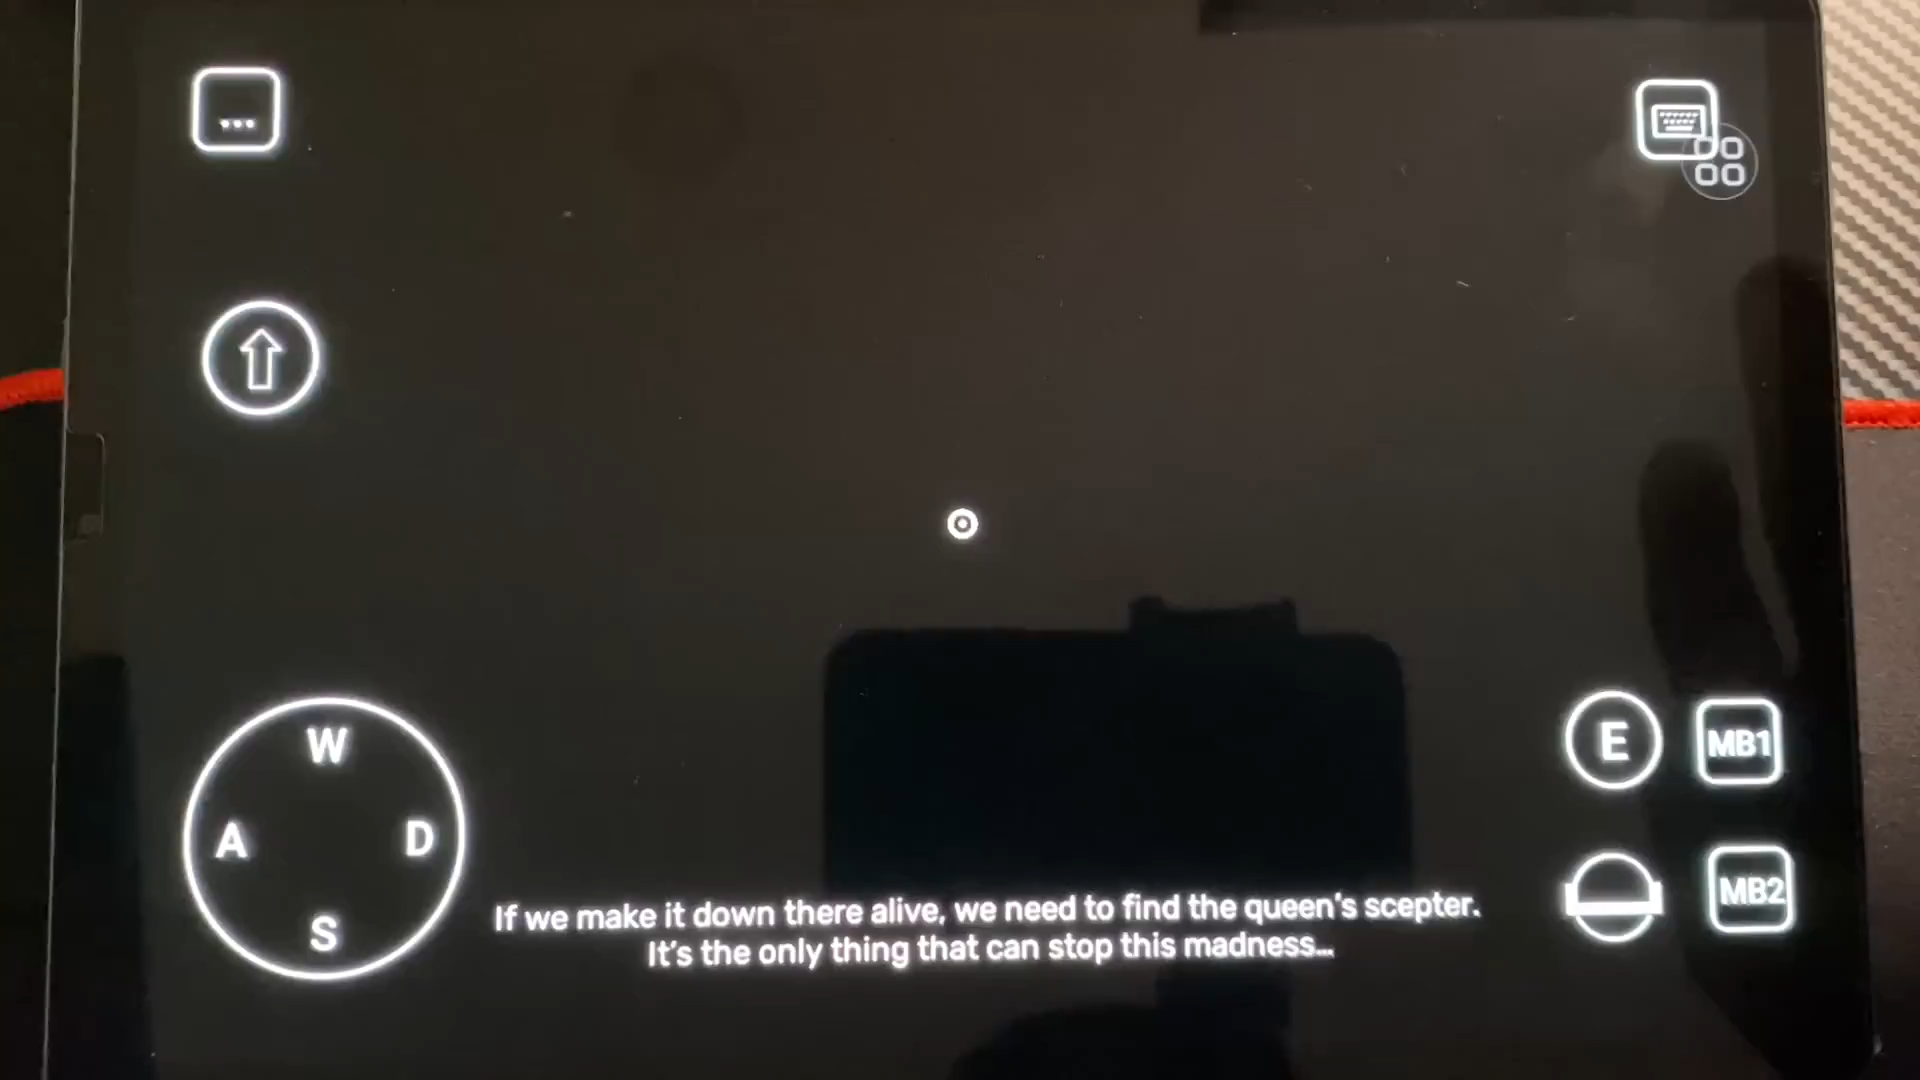 ...
W
A
D
S
E
MB1
MB2
If we make it down there alive, we need to find the queen's scepter.
It's the only thing that can stop this madness...